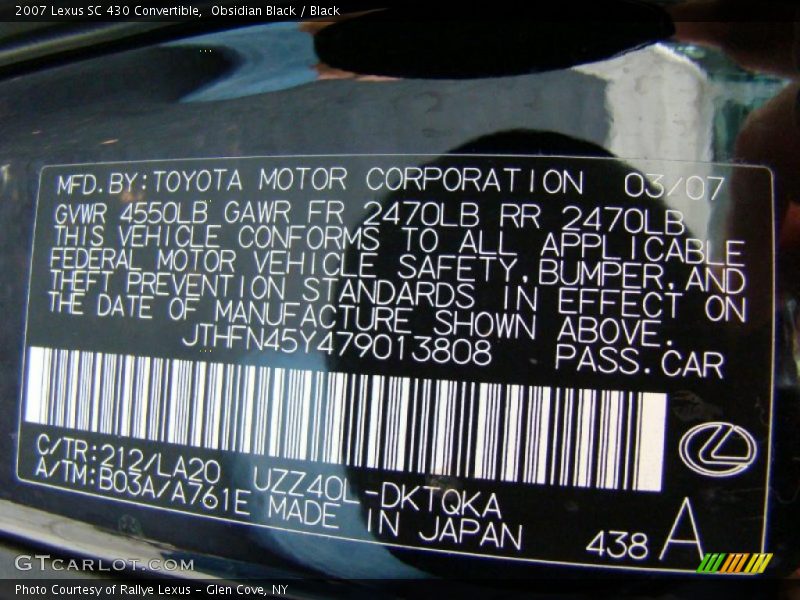 2007 Lexus SC 430 Convertible, Obsidian Black / Black
MFD.BY:TOYOTA MOTOR CORPORATION 03/07
GVWR 4550LB GAWR FR 2470LB RR 2470LB
THIS VEHICLE CONFORMS TO ALL APPLICABLE
FEDERAL MOTOR VEHICLE SAFETY,BUMPER,AND
THEFT PREVENTION STANDARDS IN EFFECT ON
THE DATE OF MANUFACTURE SHOWN ABOVE.
JTHFN45Y479013808 PASS.CAR
C/TR:212/LA20 UZZ40L-DKTQKA
A/TM:B03A/A761E MADE IN JAPAN 438 A
GTCARLOT.COM
Photo Courtesy of Rallye Lexus - Glen Cove, NY